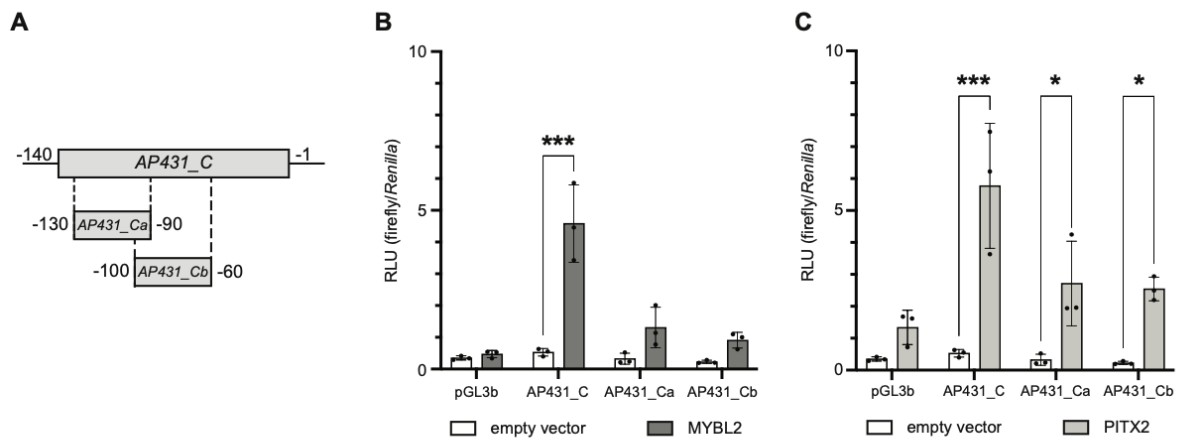 A
-140
AP431_C
-1
-130
AP431_Ca
-90
-100
AP431_Cb
-60
B
RLU (firefly/Renilla)
10
5
0
***
pGL3b
AP431_C
AP431_Ca
AP431_Cb
empty vector
MYBL2
C
RLU (firefly/Renilla)
10
5
0
***
*
*
pGL3b
AP431_C
AP431_Ca
AP431_Cb
empty vector
PITX2